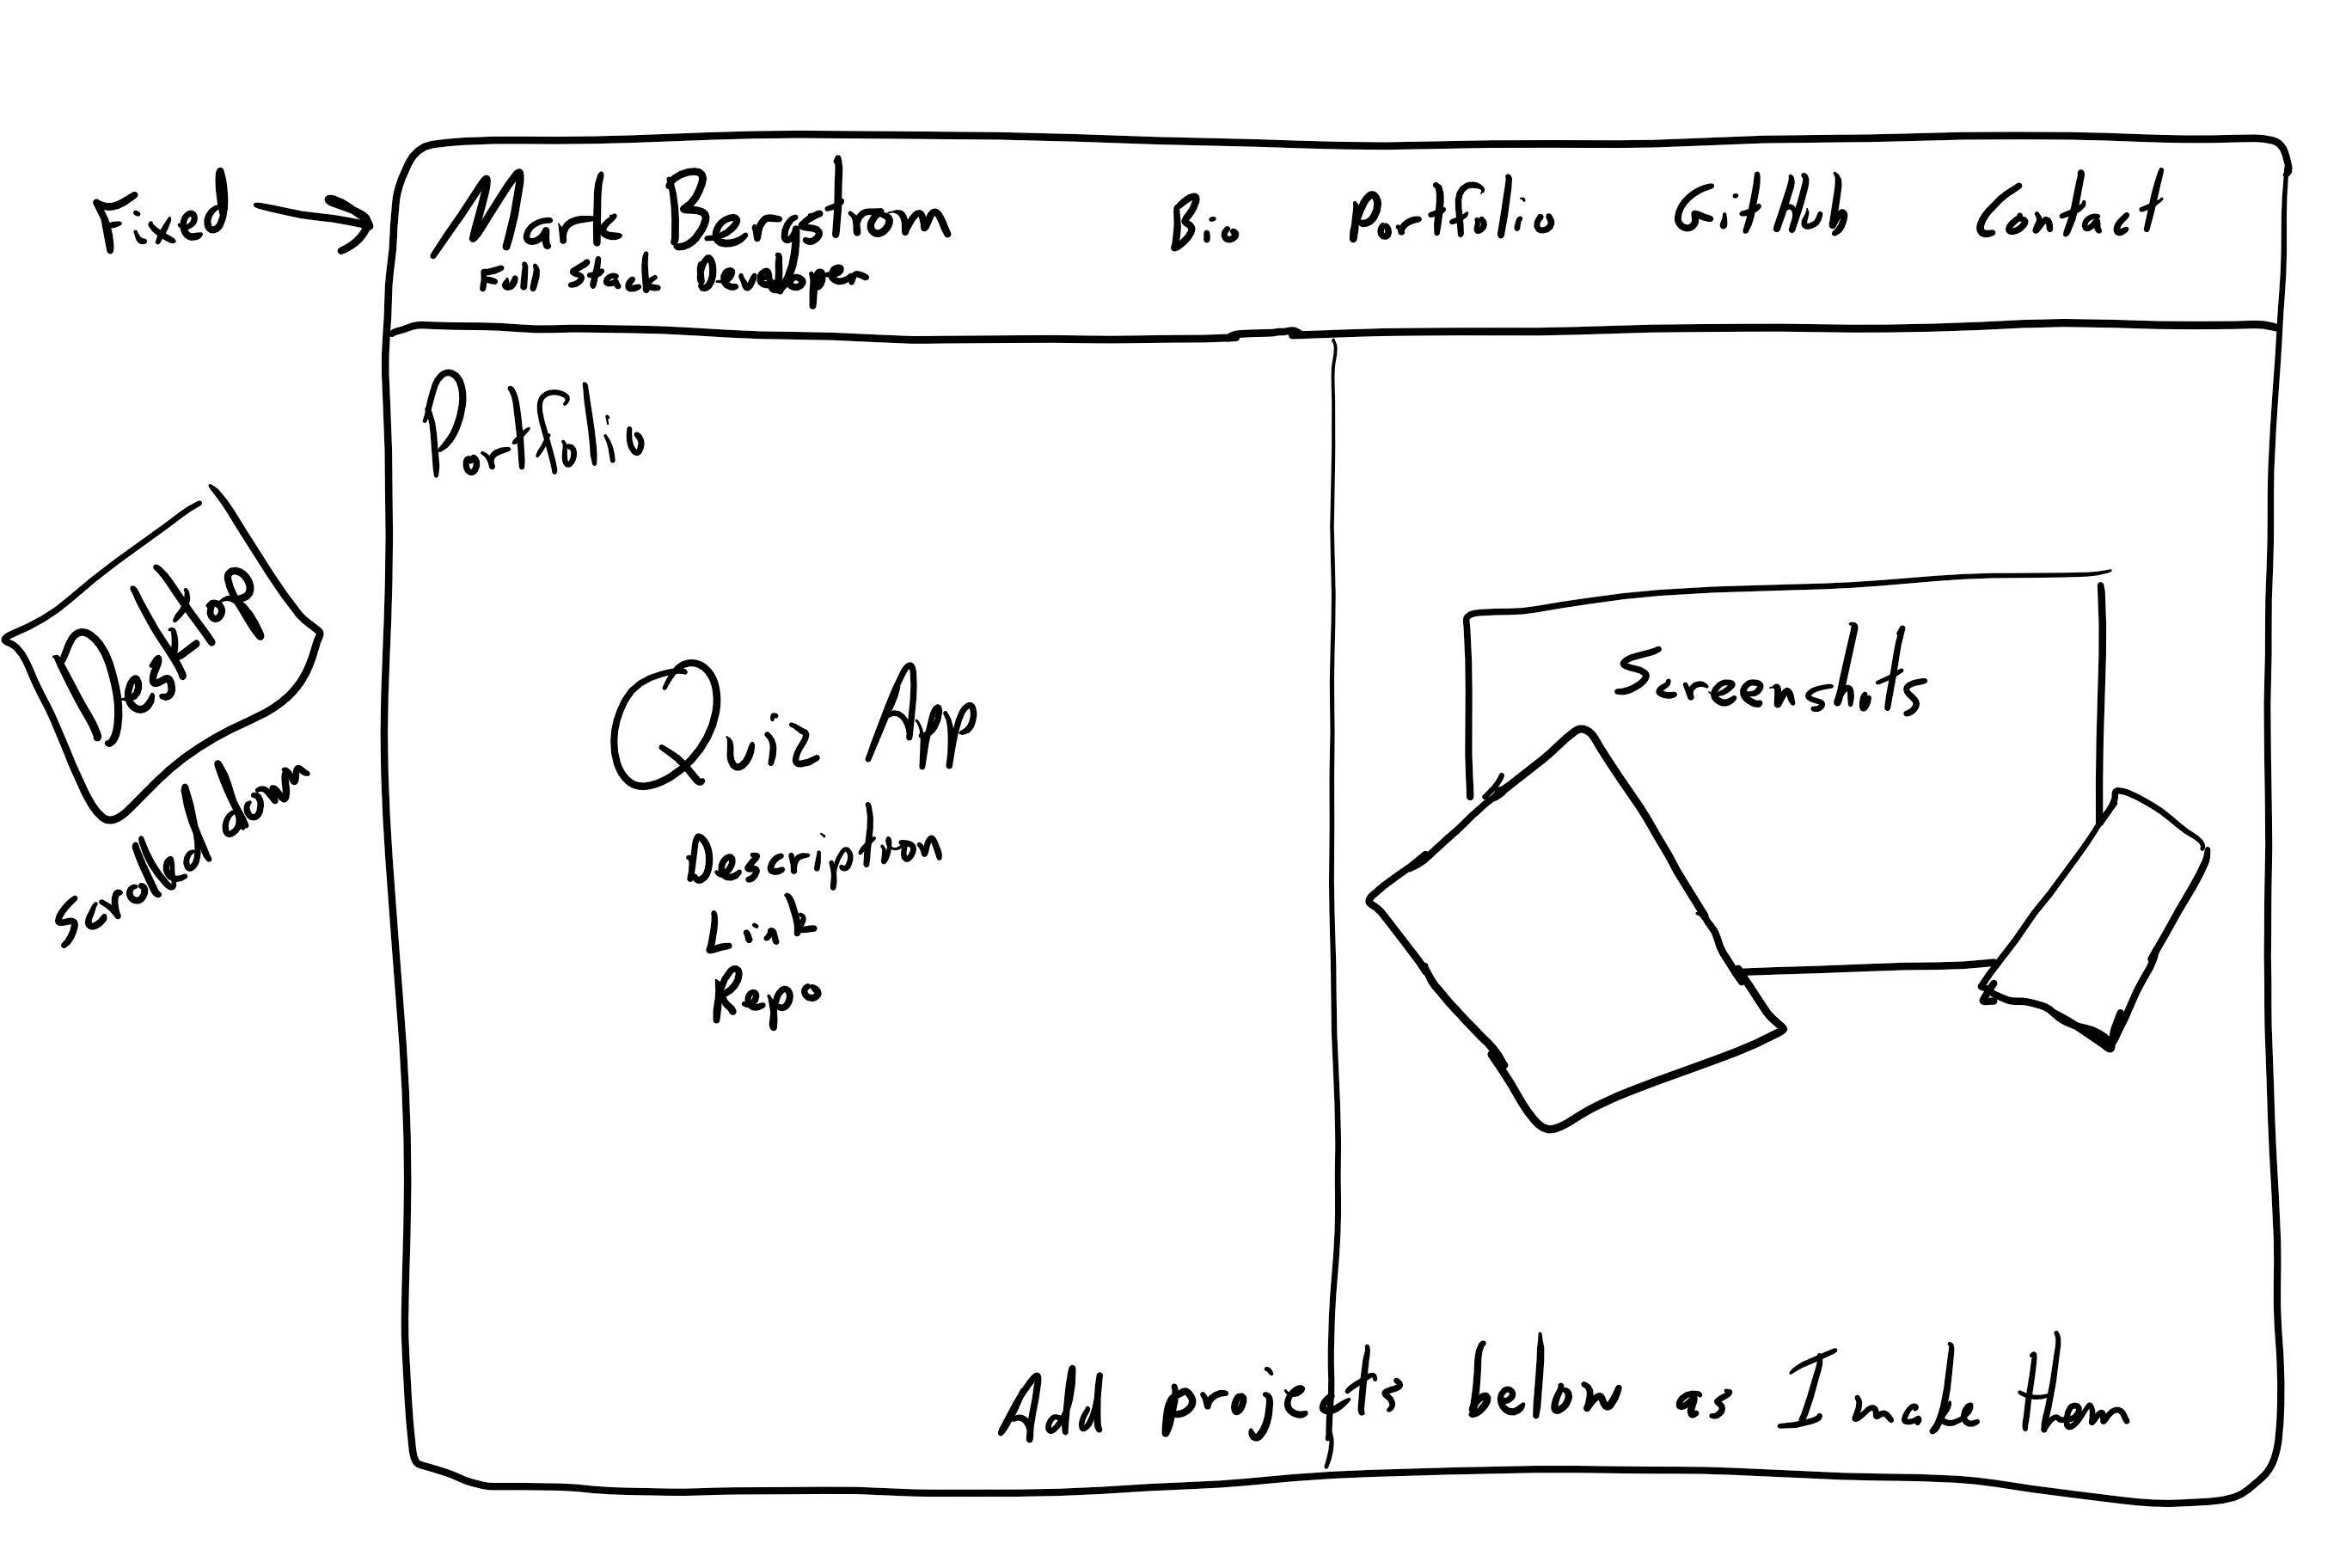 Fixed
Mark Bengtson
Full Stack Developer
Bio Portfolio GitHub Contact
Portfolio
Desktop
scrolled down
Quiz App
Description
Link
Repo
Screenshots
Add projects below as I make them